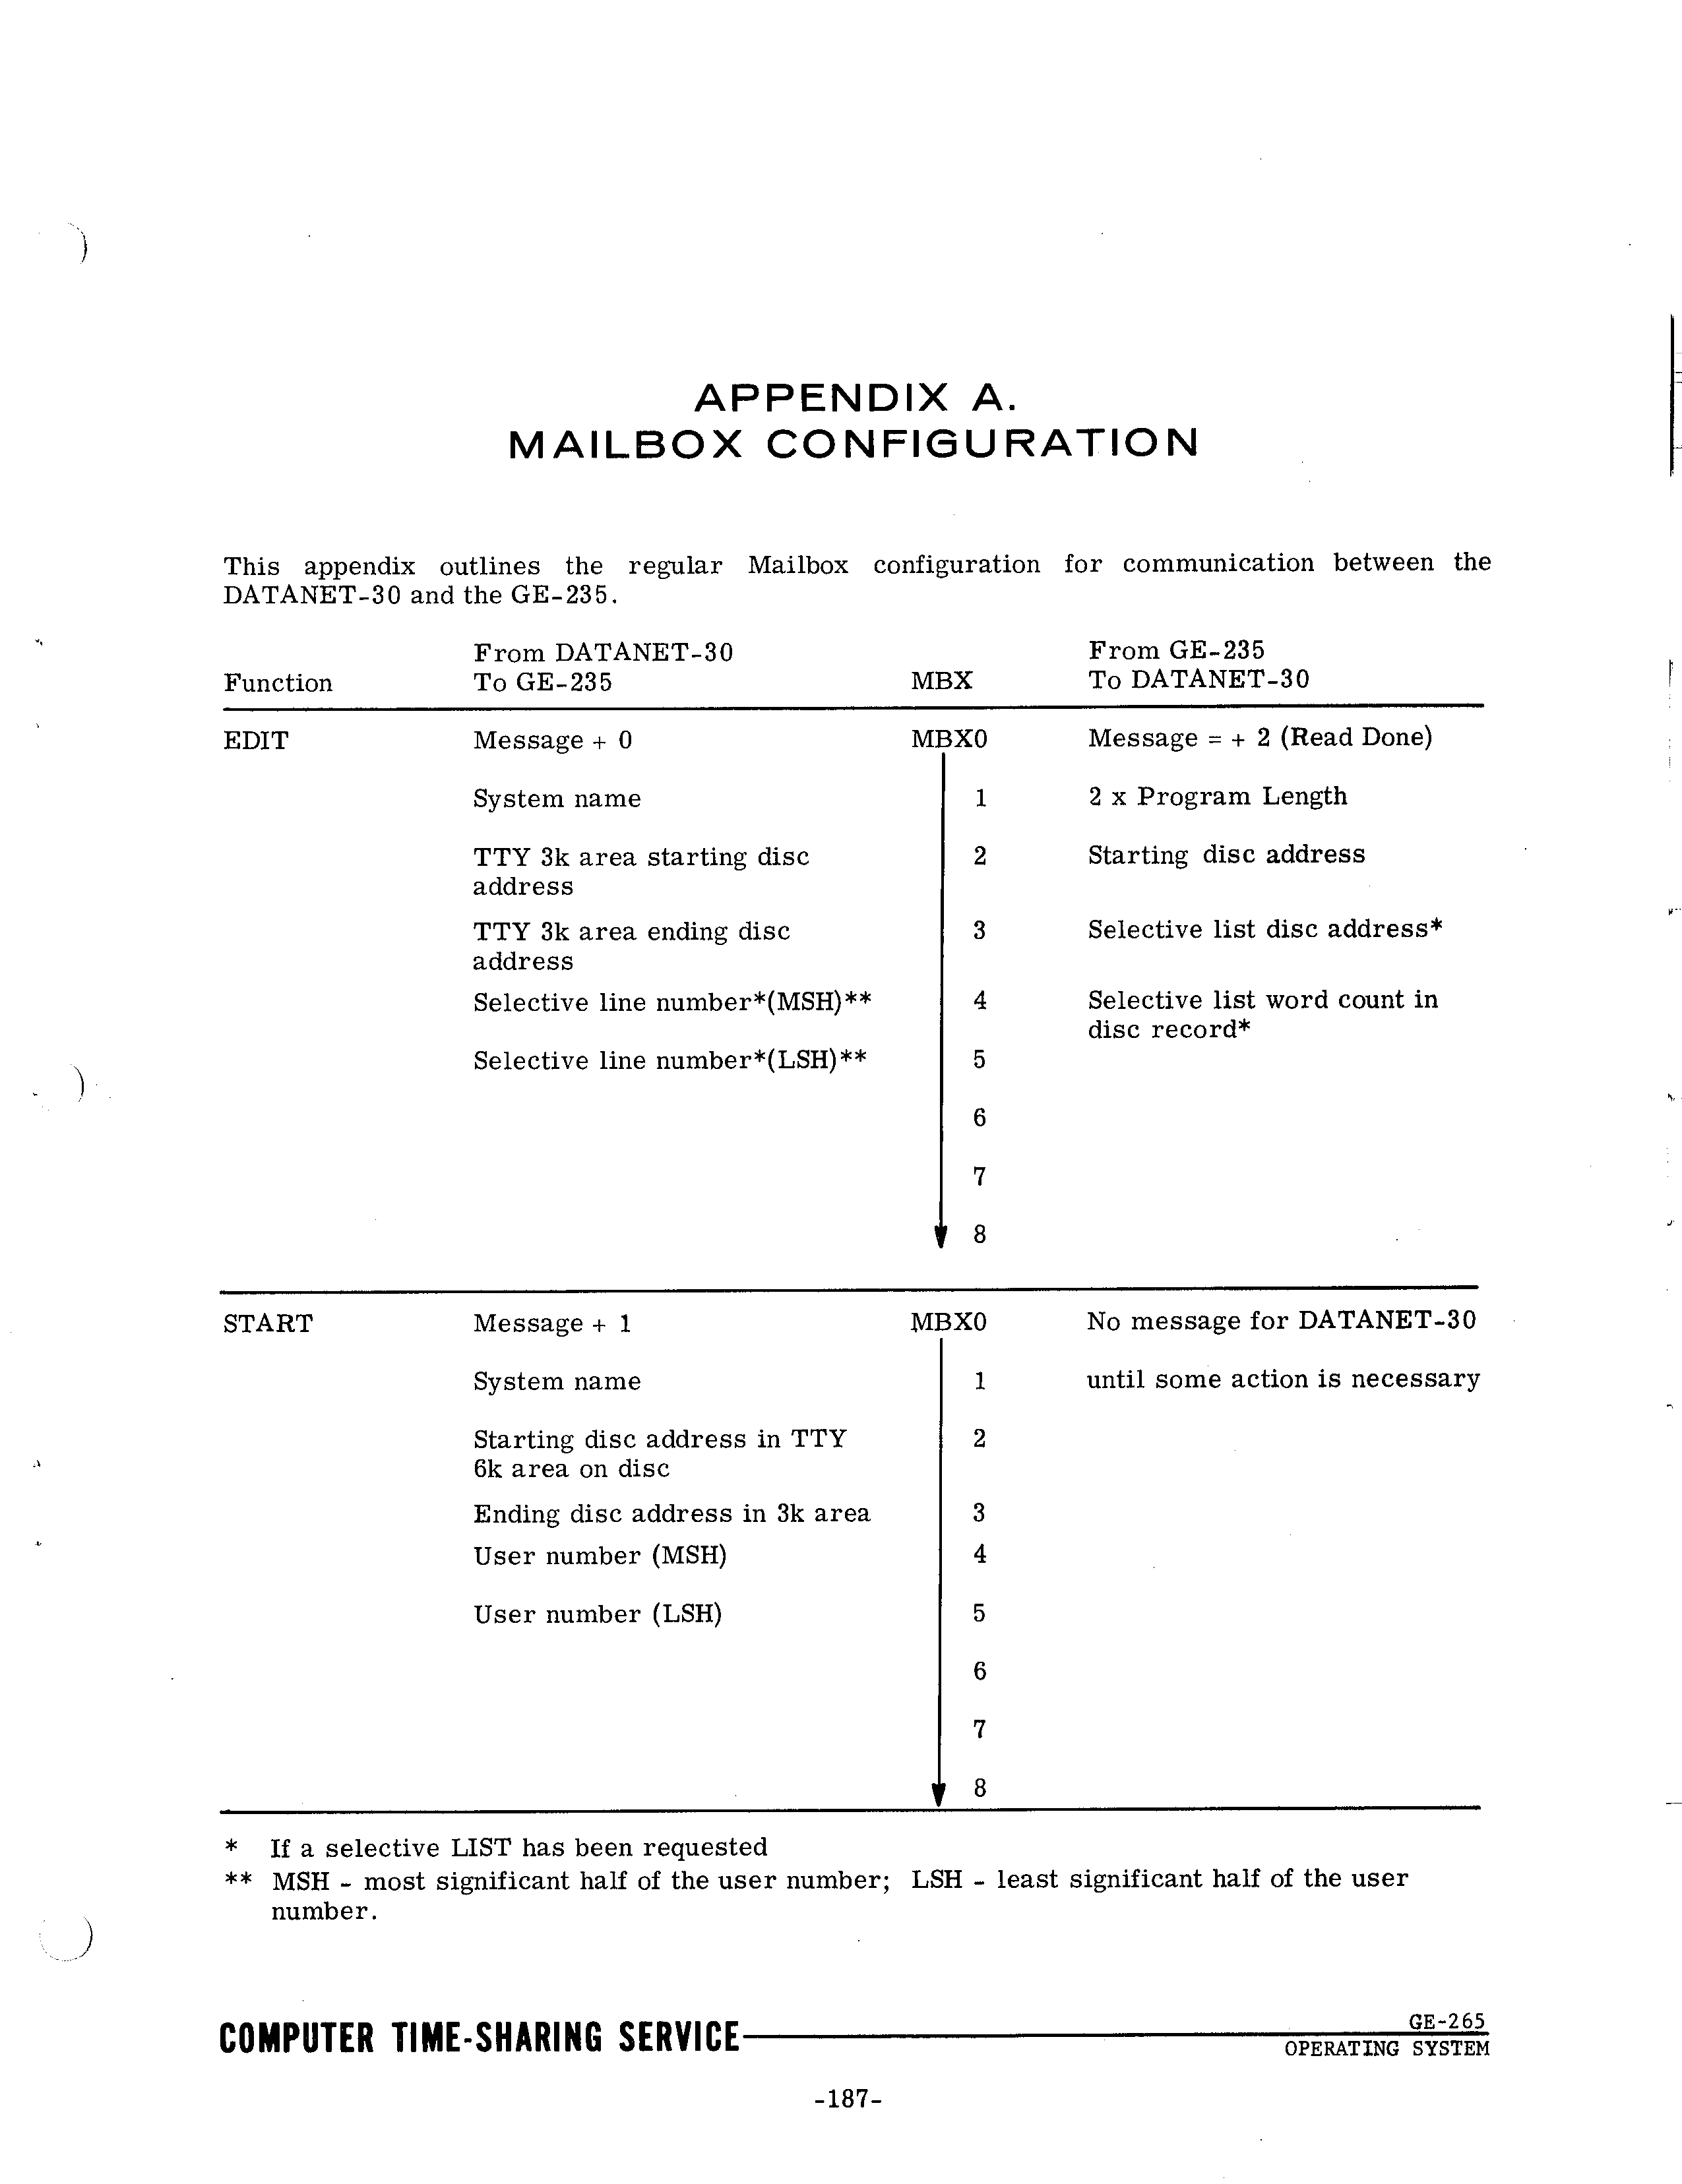 APPENDIX A.
MAILBOX CONFIGURATION
This appendix outlines the regular Mailbox configuration for communication between the
DATANET-30 and the GE-235.
From DATANET-30 From GE-235
Function To GE-235 MBX To DATANET-30
EDIT Message + 0 MBX0 Message = + 2 (Read Done)
System name 1 2 x Program Length
TTY 3k area starting disc 2 Starting disc address
address
TTY 3k area ending disc 3 Selective list disc address*
address
Selective line number*(MSH)** 4 Selective list word count in
disc record*
Selective line number*(LSH)** 5
6
7
8
START Message + 1 MBX0 No message for DATANET-30
System name 1 until some action is necessary
Starting disc address in TTY 2
6k area on disc
Ending disc address in 3k area 3
User number (MSH) 4
User number (LSH) 5
6
7
8
* If a selective LIST has been requested
** MSH - most significant half of the user number; LSH - least significant half of the user
number.
COMPUTER TIME-SHARING SERVICE GE-265
OPERATING SYSTEM
-187-